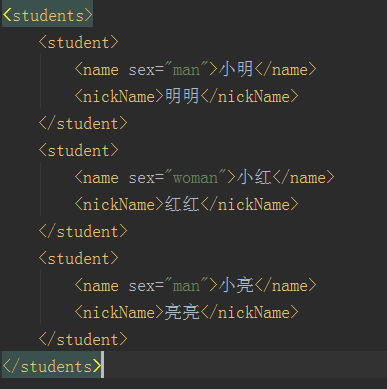 <students>
    <student>
        <name sex="man">小明</name>
        <nickName>明明</nickName>
    </student>
    <student>
        <name sex="woman">小红</name>
        <nickName>红红</nickName>
    </student>
    <student>
        <name sex="man">小亮</name>
        <nickName>亮亮</nickName>
    </student>
</students>